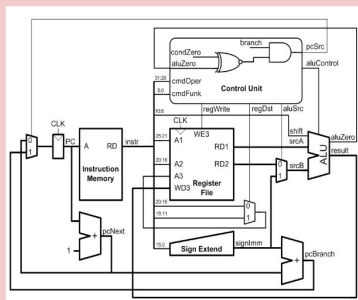 branch
pcSrc
condZero
aluZero
aluControl
31:26
cmdOper
Control Unit
5:0
cmdFunk
10:6
regWrite
regDst
aluSrc
CLK
CLK
WE3
shift
aluZero
0
1
PC
A
RD
instr
25:21
A1
RD1
srcA
result
Instruction
Memory
20:16
A2
RD2
0
1
srcB
ALU
A3
WD3
Register
File
20:16
15:11
0
1
pcNext
+
1
15:0
Sign Extend
signImm
+
pcBranch